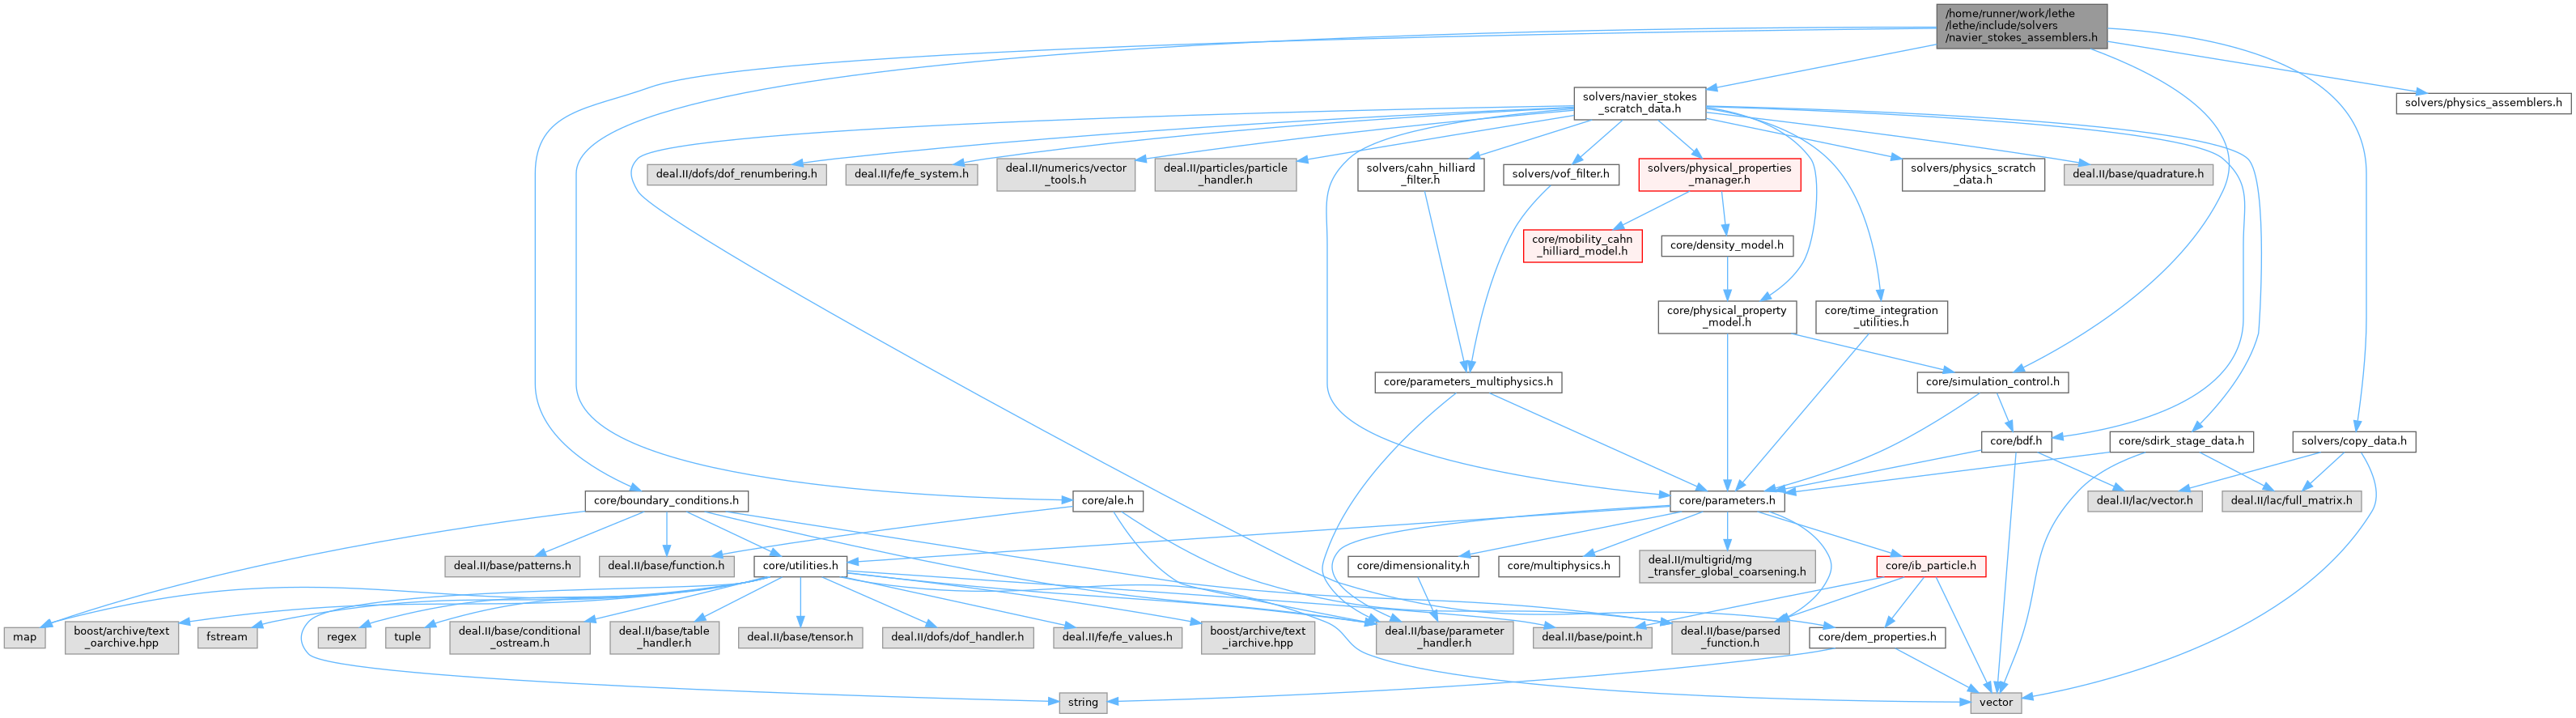 /home/runner/work/lethe
/lethe/include/solvers
/navier_stokes_assemblers.h
solvers/navier_stokes
_scratch_data.h
solvers/physics_assemblers.h
deal.II/dofs/dof_renumbering.h
deal.II/fe/fe_system.h
deal.II/numerics/vector
_tools.h
deal.II/particles/particle
_handler.h
solvers/cahn_hilliard
_filter.h
solvers/vof_filter.h
solvers/physical_properties
_manager.h
solvers/physics_scratch
_data.h
deal.II/base/quadrature.h
core/mobility_cahn
_hilliard_model.h
core/density_model.h
core/physical_property
_model.h
core/time_integration
_utilities.h
core/parameters_multiphysics.h
core/simulation_control.h
core/bdf.h
core/sdirk_stage_data.h
solvers/copy_data.h
core/boundary_conditions.h
core/ale.h
core/parameters.h
deal.II/lac/vector.h
deal.II/lac/full_matrix.h
deal.II/base/patterns.h
deal.II/base/function.h
core/utilities.h
core/dimensionality.h
core/multiphysics.h
deal.II/multigrid/mg
_transfer_global_coarsening.h
core/ib_particle.h
map
boost/archive/text
_oarchive.hpp
fstream
regex
tuple
deal.II/base/conditional
_ostream.h
deal.II/base/table
_handler.h
deal.II/base/tensor.h
deal.II/dofs/dof_handler.h
deal.II/fe/fe_values.h
boost/archive/text
_iarchive.hpp
deal.II/base/parameter
_handler.h
deal.II/base/point.h
deal.II/base/parsed
_function.h
core/dem_properties.h
string
vector